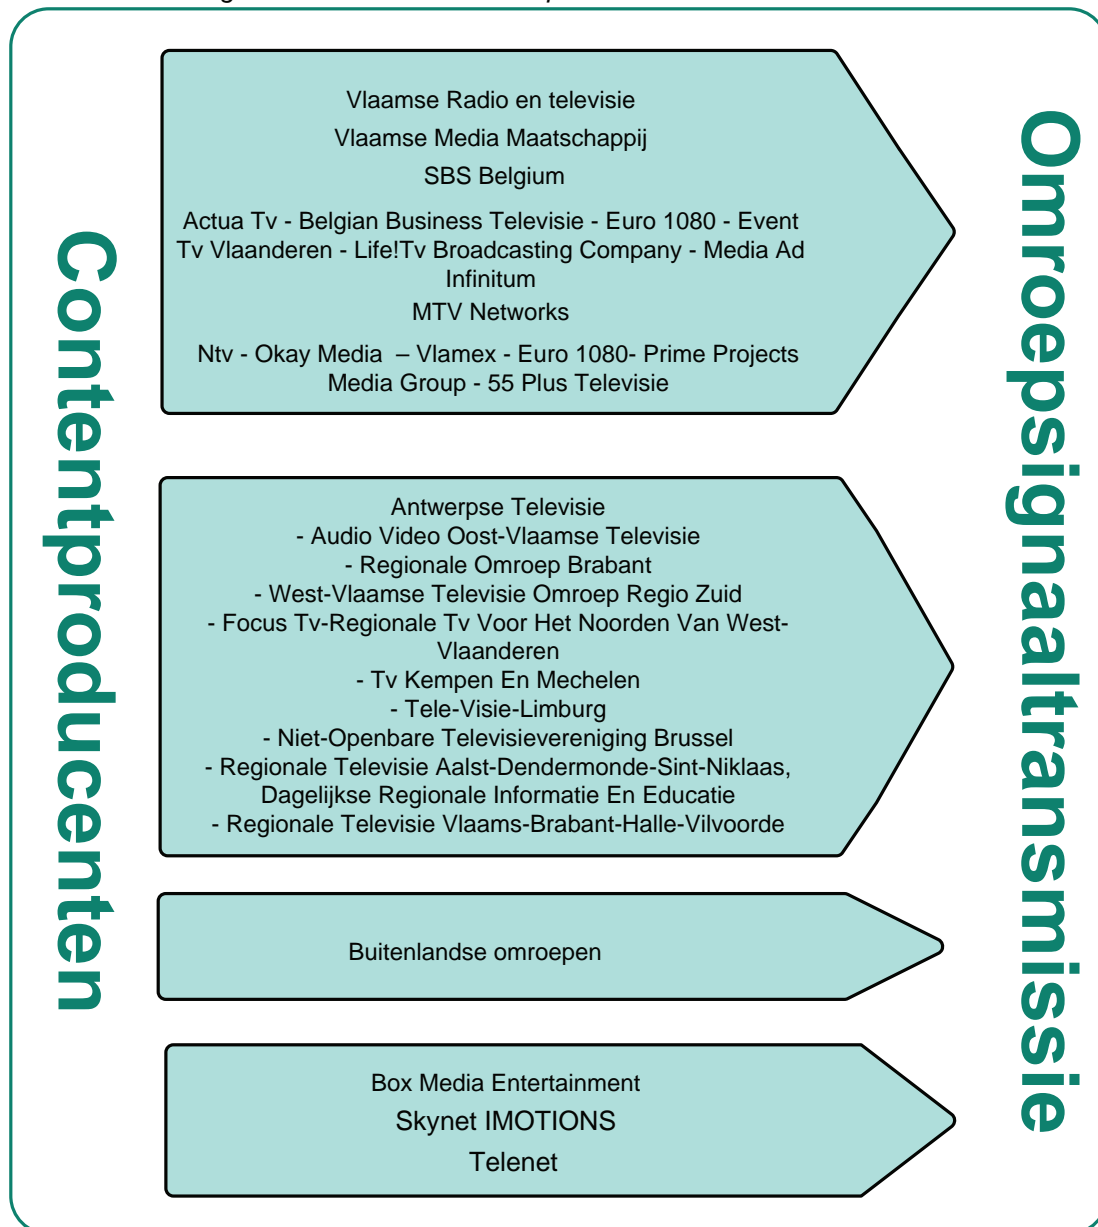 Contentproducenten
Vlaamse Radio en televisie
Vlaamse Media Maatschappij
SBS Belgium
Actua Tv - Belgian Business Televisie - Euro 1080 - Event
Tv Vlaanderen - Life!Tv Broadcasting Company - Media Ad
Infinitum
MTV Networks
Ntv - Okay Media – Vlamex - Euro 1080- Prime Projects
Media Group - 55 Plus Televisie
Antwerpse Televisie
- Audio Video Oost-Vlaamse Televisie
- Regionale Omroep Brabant
- West-Vlaamse Televisie Omroep Regio Zuid
- Focus Tv-Regionale Tv Voor Het Noorden Van West-
Vlaanderen
- Tv Kempen En Mechelen
- Tele-Visie-Limburg
- Niet-Openbare Televisievereniging Brussel
- Regionale Televisie Aalst-Dendermonde-Sint-Niklaas,
Dagelijkse Regionale Informatie En Educatie
- Regionale Televisie Vlaams-Brabant-Halle-Vilvoorde
Buitenlandse omroepen
Box Media Entertainment
Skynet IMOTIONS
Telenet
Omroepsignaaltransmissie